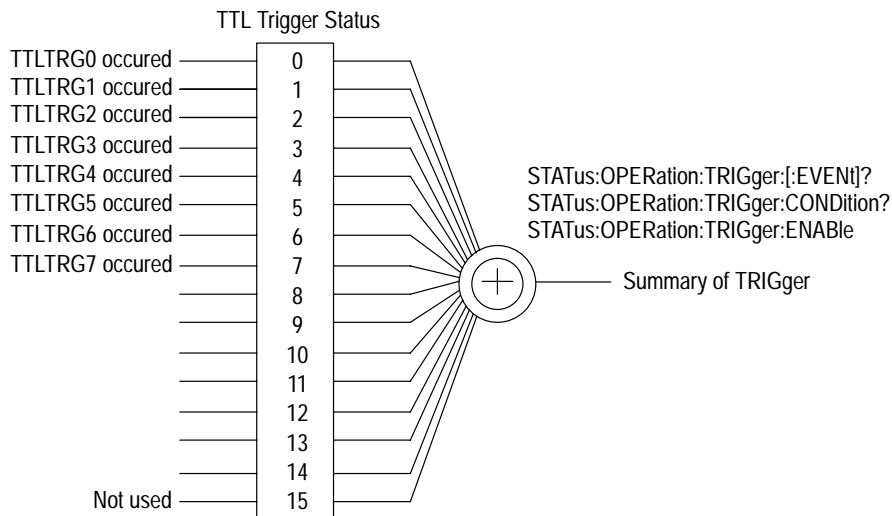 TTL Trigger Status
TTLTRG0 occured
0
TTLTRG1 occured
1
TTLTRG2 occured
2
TTLTRG3 occured
3
TTLTRG4 occured
4
TTLTRG5 occured
5
TTLTRG6 occured
6
TTLTRG7 occured
7
8
9
10
11
12
13
14
Not used
15
STATus:OPERation:TRIGger:[:EVENt]?
STATus:OPERation:TRIGger:CONDition?
STATus:OPERation:TRIGger:ENABle
Summary of TRIGger